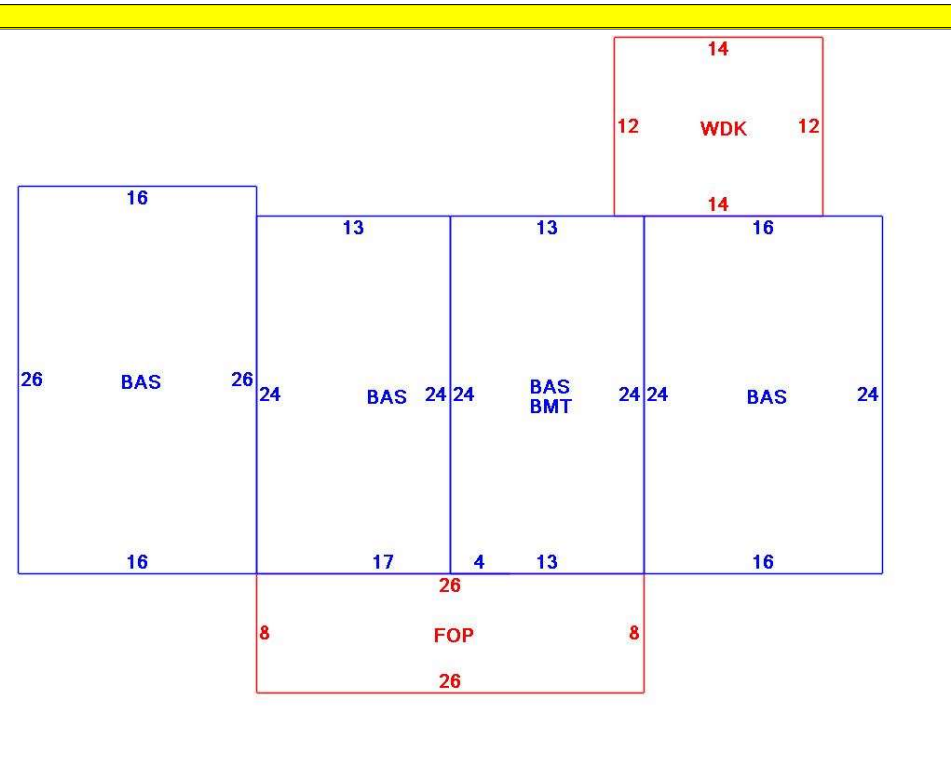 14
12 WDK 12
14
16
13 13 16
26 BAS 26
24 BAS 24 24 BAS 24 24 BAS 24
BMT
16 17 4 13 16
26
8 FOP 8
26